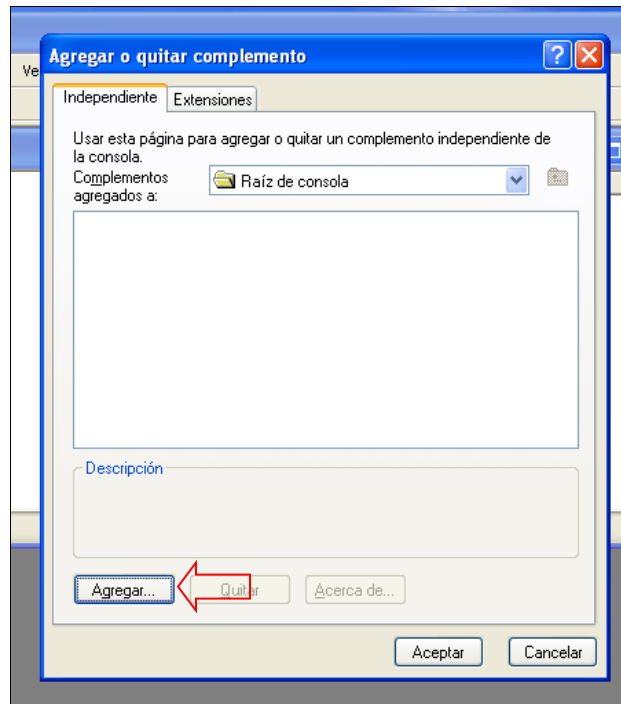 Agregar o quitar complemento
Ve
Independiente Extensiones
Usar esta página para agregar o quitar un complemento independiente de
la consola.
Complementos
agregados a:
Raíz de consola
Descripción
Agregar... Quitar Acerca de...
Aceptar Cancelar